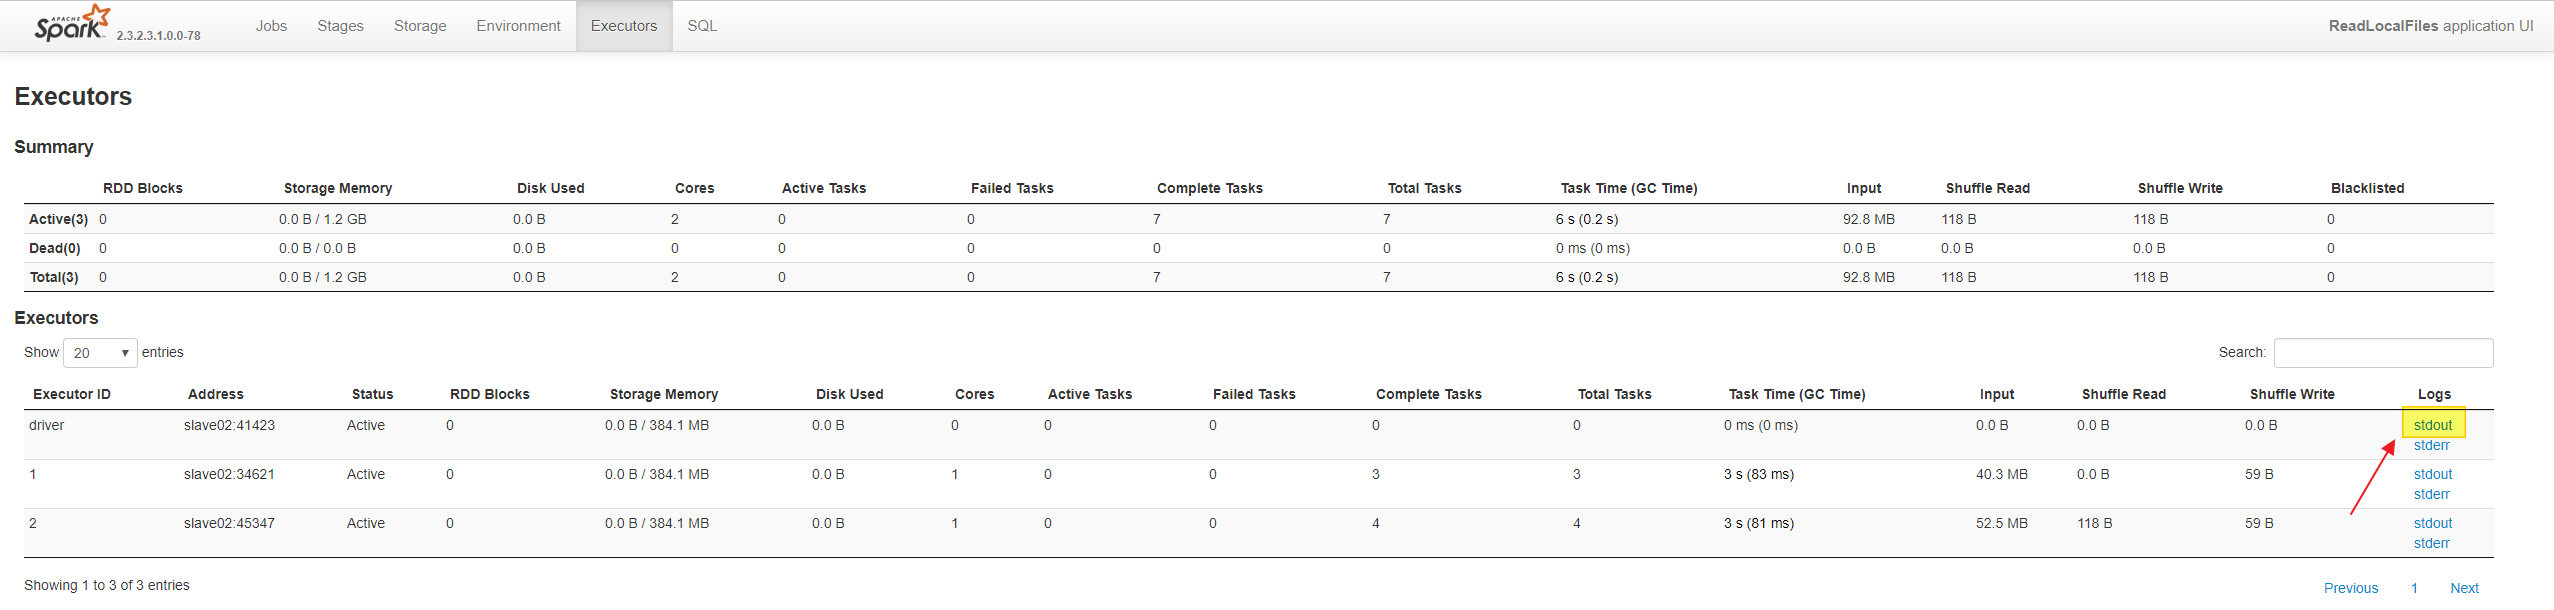 APACHE
Spark 2.3.2.3.1.0.0-78 Jobs Stages Storage Environment Executors SQL ReadLocalFiles application UI
Executors
Summary
RDD Blocks Storage Memory Disk Used Cores Active Tasks Failed Tasks Complete Tasks Total Tasks Task Time (GC Time) Input Shuffle Read Shuffle Write Blacklisted
Active(3) 0 0.0 B / 1.2 GB 0.0 B 2 0 0 7 7 6 s (0.2 s) 92.8 MB 118 B 118 B 0
Dead(0) 0 0.0 B / 0.0 B 0.0 B 0 0 0 0 0 0 ms (0 ms) 0.0 B 0.0 B 0.0 B 0
Total(3) 0 0.0 B / 1.2 GB 0.0 B 2 0 0 7 7 6 s (0.2 s) 92.8 MB 118 B 118 B 0
Executors
Show 20 entries Search:
Executor ID Address Status RDD Blocks Storage Memory Disk Used Cores Active Tasks Failed Tasks Complete Tasks Total Tasks Task Time (GC Time) Input Shuffle Read Shuffle Write Logs
driver slave02:41423 Active 0 0.0 B / 384.1 MB 0.0 B 0 0 0 0 0 0 ms (0 ms) 0.0 B 0.0 B 0.0 B stdout
stderr
1 slave02:34621 Active 0 0.0 B / 384.1 MB 0.0 B 1 0 0 3 3 3 s (83 ms) 40.3 MB 0.0 B 59 B stdout
stderr
2 slave02:45347 Active 0 0.0 B / 384.1 MB 0.0 B 1 0 0 4 4 3 s (81 ms) 52.5 MB 118 B 59 B stdout
stderr
Showing 1 to 3 of 3 entries Previous 1 Next